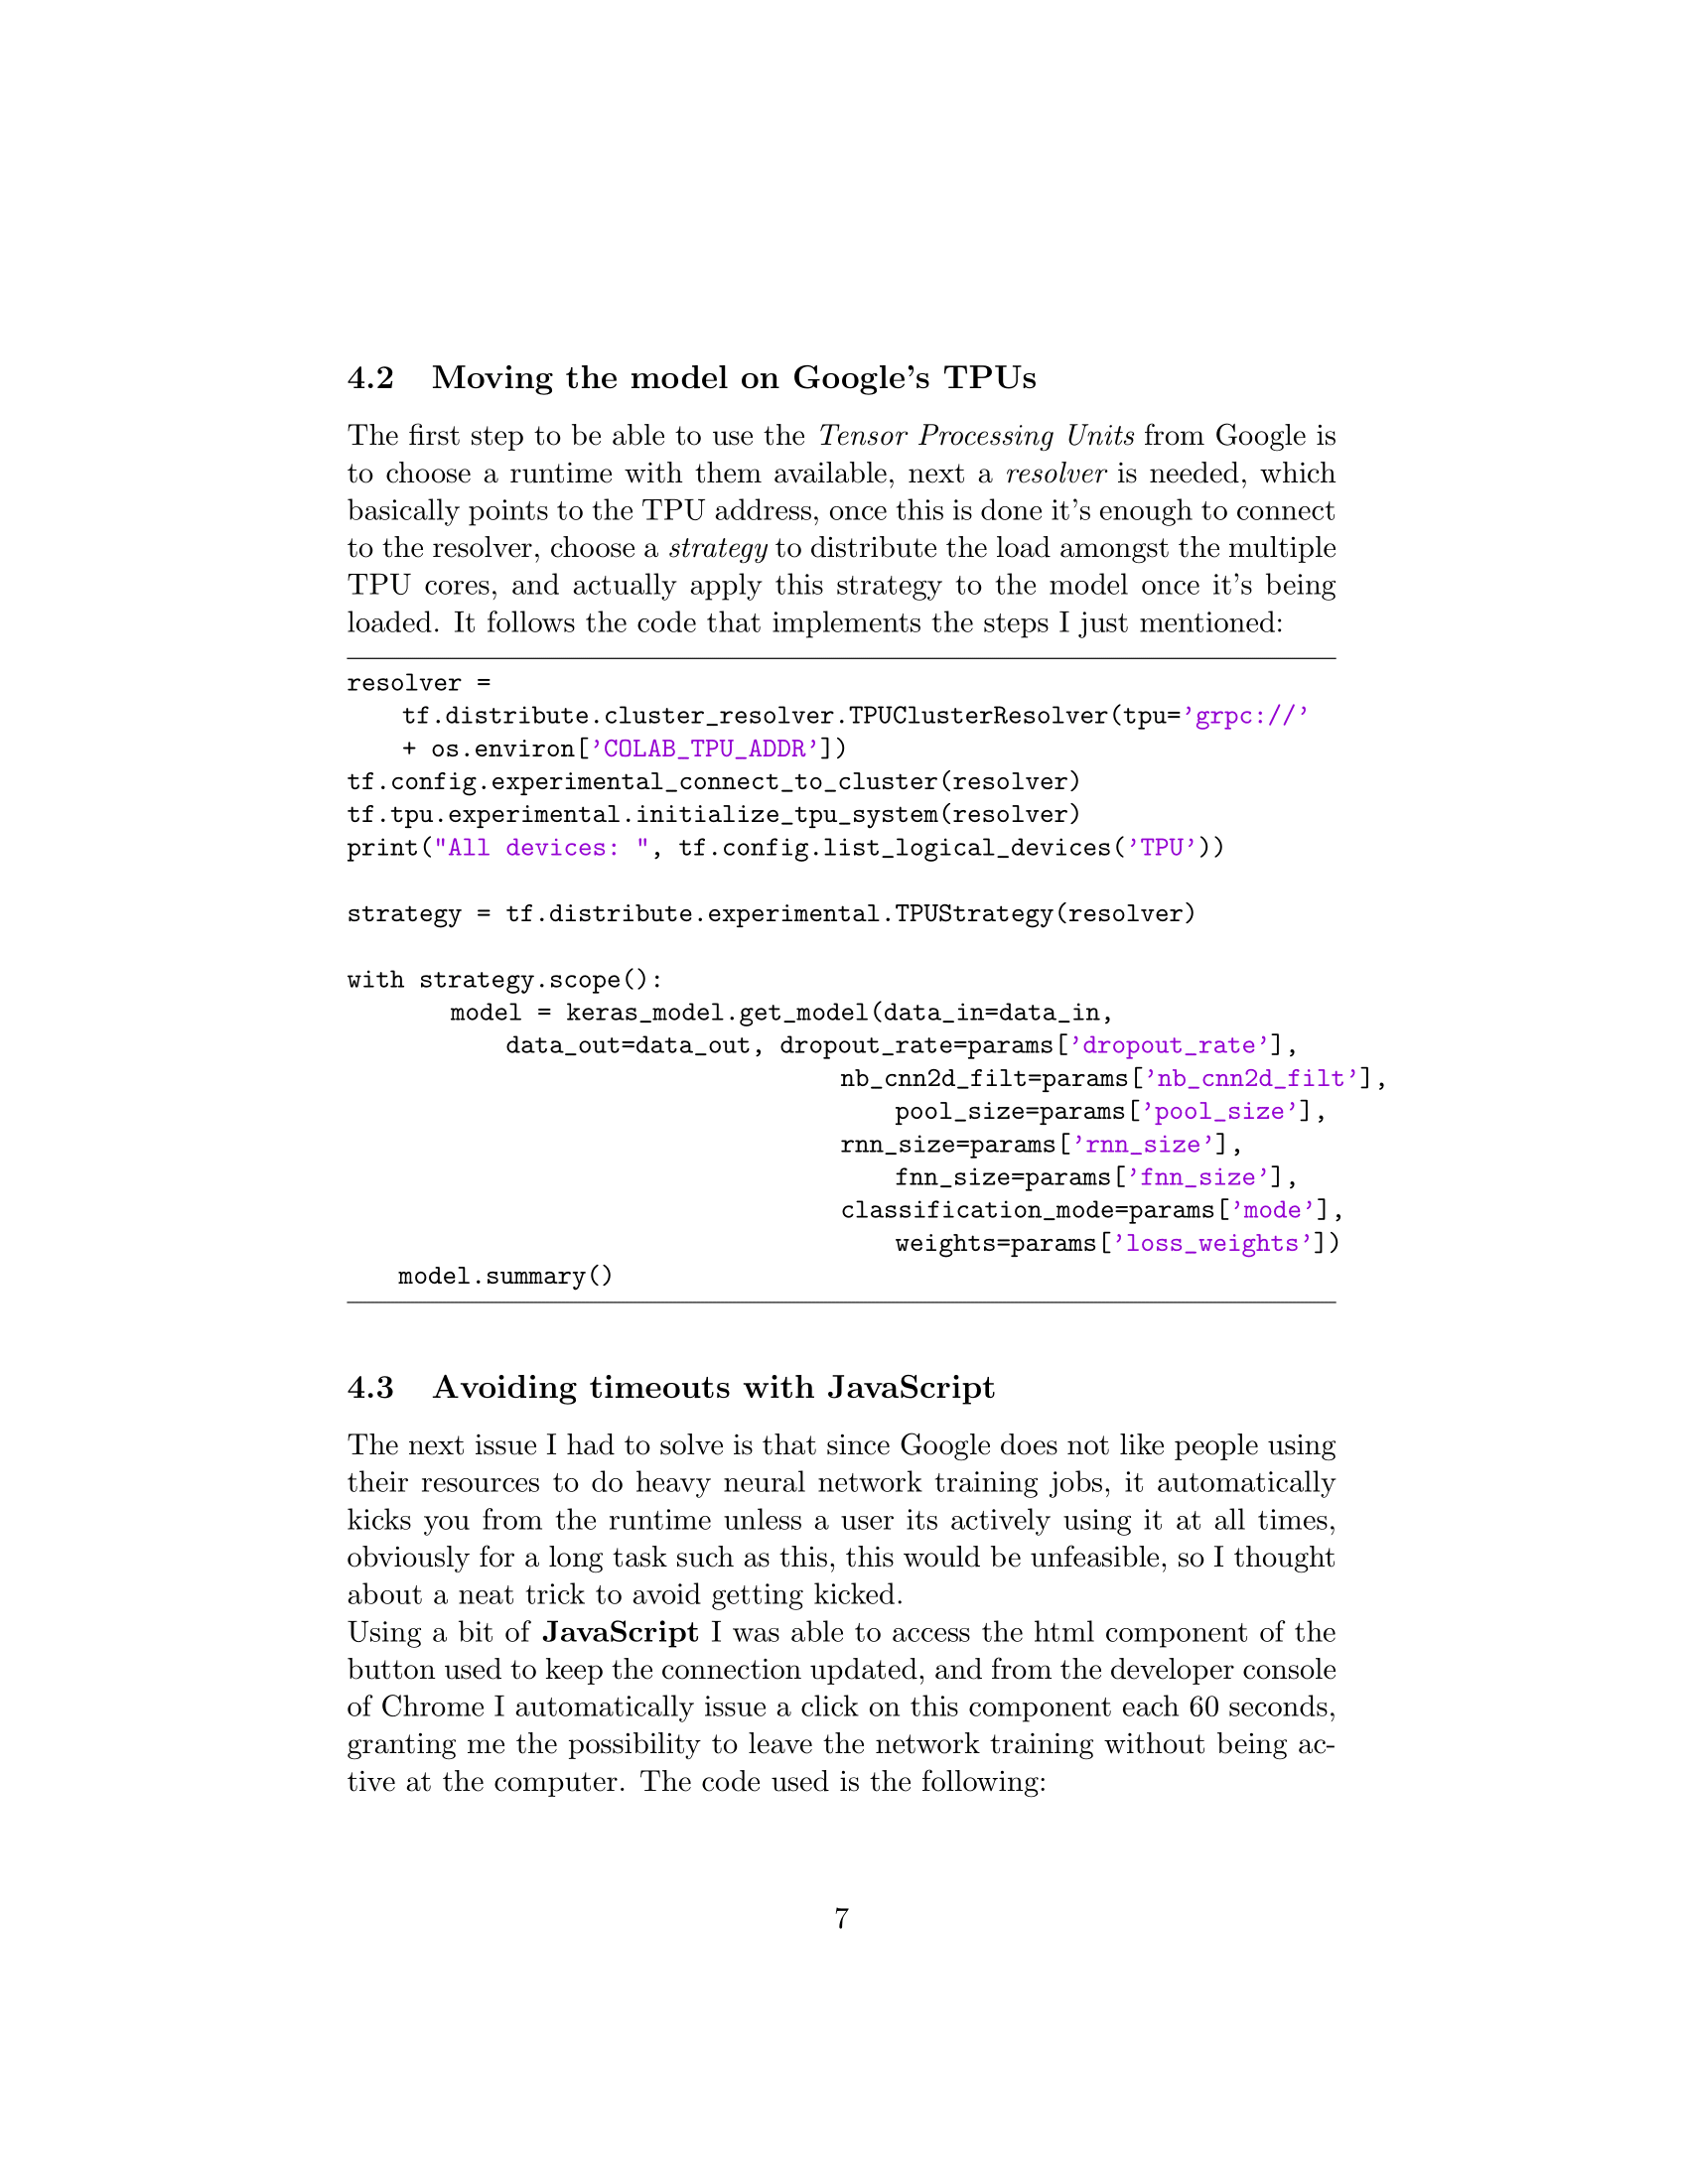 4.2 Moving the model on Google's TPUs
The first step to be able to use the Tensor Processing Units from Google is
to choose a runtime with them available, next a resolver is needed, which
basically points to the TPU address, once this is done it's enough to connect
to the resolver, choose a strategy to distribute the load amongst the multiple
TPU cores, and actually apply this strategy to the model once it's being
loaded. It follows the code that implements the steps I just mentioned:
resolver =
tf.distribute.cluster_resolver.TPUClusterResolver(tpu='grpc://'
+ os.environ['COLAB_TPU_ADDR'])
tf.config.experimental_connect_to_cluster(resolver)
tf.tpu.experimental.initialize_tpu_system(resolver)
print("All devices: ", tf.config.list_logical_devices('TPU'))
strategy = tf.distribute.experimental.TPUStrategy(resolver)
with strategy.scope():
model = keras_model.get_model(data_in=data_in,
data_out=data_out, dropout_rate=params['dropout_rate'],
nb_cnn2d_filt=params['nb_cnn2d_filt'],
pool_size=params['pool_size'],
rnn_size=params['rnn_size'],
fnn_size=params['fnn_size'],
classification_mode=params['mode'],
weights=params['loss_weights'])
model.summary()
4.3 Avoiding timeouts with JavaScript
The next issue I had to solve is that since Google does not like people using
their resources to do heavy neural network training jobs, it automatically
kicks you from the runtime unless a user its actively using it at all times,
obviously for a long task such as this, this would be unfeasible, so I thought
about a neat trick to avoid getting kicked.
Using a bit of JavaScript I was able to access the html component of the
button used to keep the connection updated, and from the developer console
of Chrome I automatically issue a click on this component each 60 seconds,
granting me the possibility to leave the network training without being ac-
tive at the computer. The code used is the following:
7